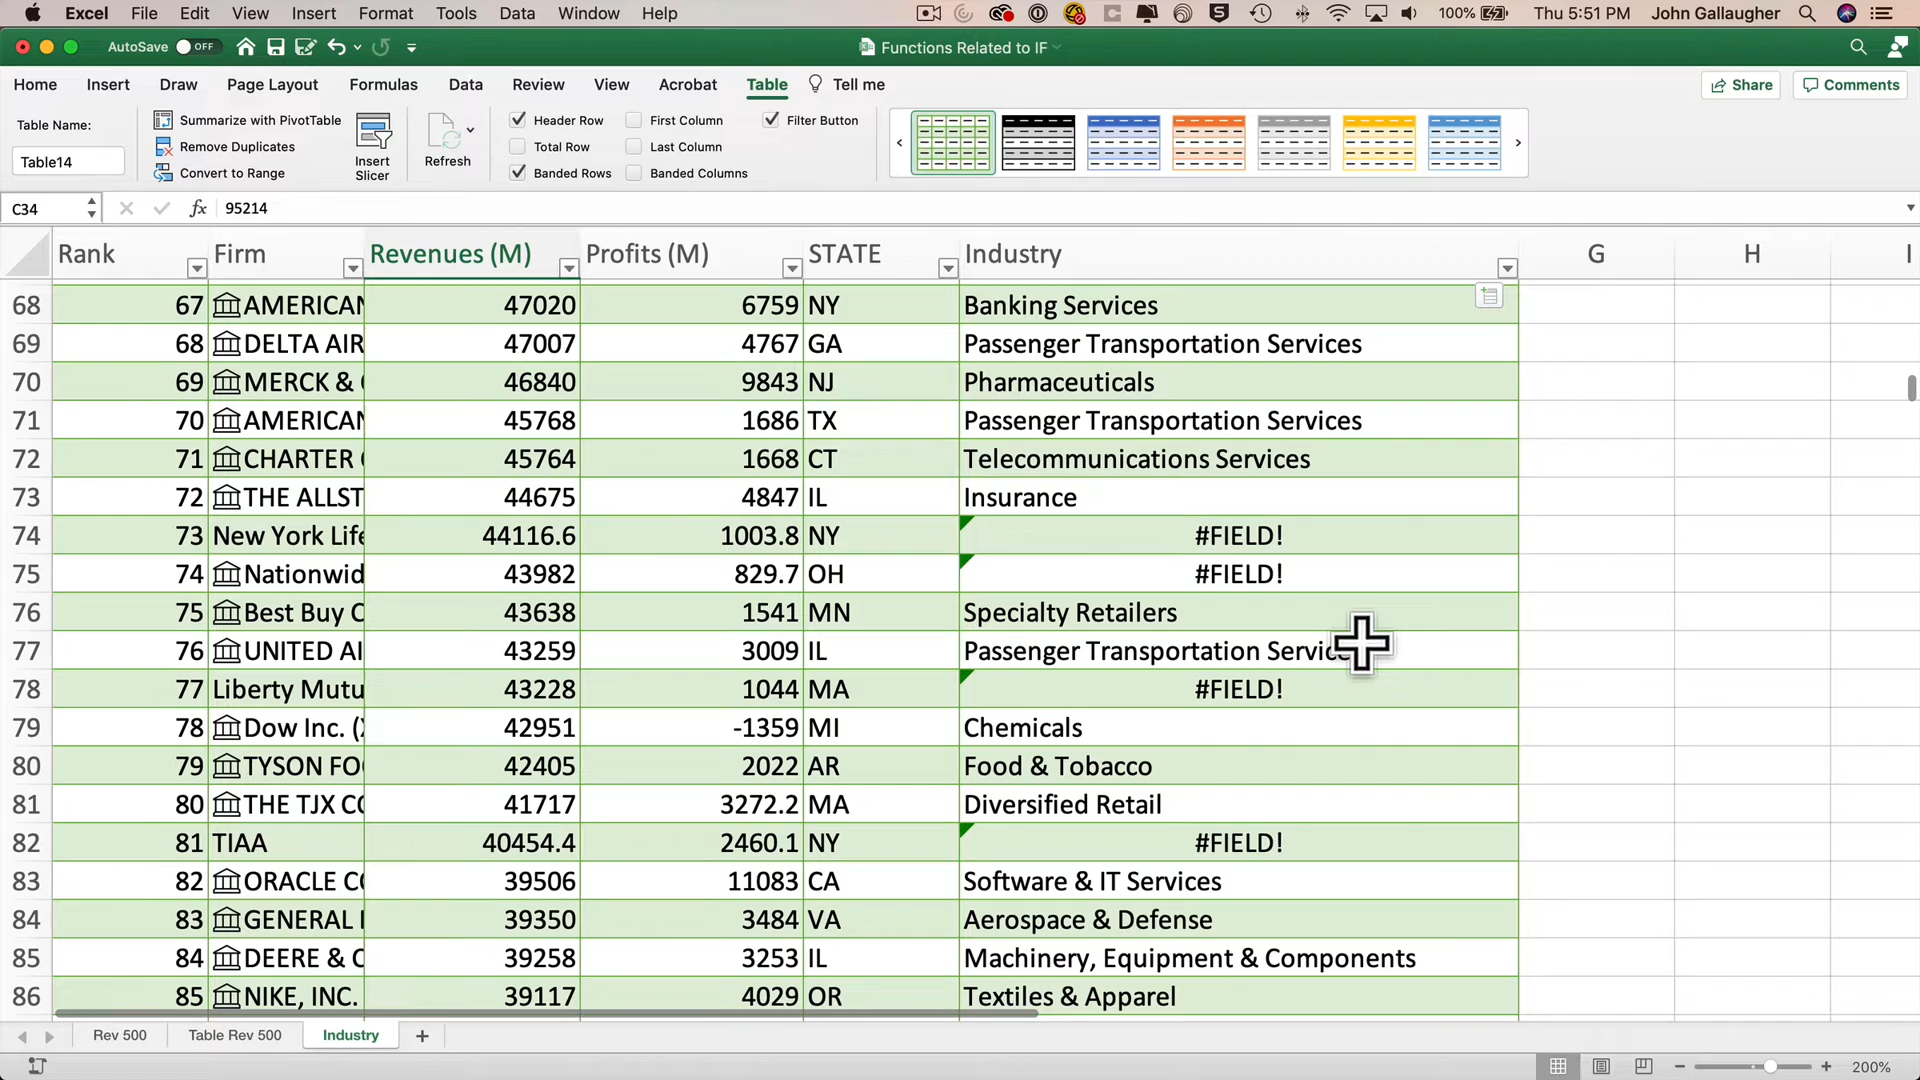 Excel File Edit View Insert Format Tools Data Window Help 100% Thu 5:51 PM John Gallaugher
AutoSave OFF Functions Related to IF
Home Insert Draw Page Layout Formulas Data Review View Acrobat Table Tell me Share Comments
Table Name:
Table14
Summarize with PivotTable
Remove Duplicates
Convert to Range
Insert
Slicer
Refresh
Header Row First Column Filter Button
Total Row Last Column
Banded Rows Banded Columns
C34 fx 95214
Rank Firm Revenues (M) Profits (M) STATE Industry G H I
68 67 AMERICAN 47020 6759 NY Banking Services
69 68 DELTA AIR 47007 4767 GA Passenger Transportation Services
70 69 MERCK & 46840 9843 NJ Pharmaceuticals
71 70 AMERICAN 45768 1686 TX Passenger Transportation Services
72 71 CHARTER 45764 1668 CT Telecommunications Services
73 72 THE ALLST 44675 4847 IL Insurance
74 73 New York Life 44116.6 1003.8 NY #FIELD!
75 74 Nationwid 43982 829.7 OH #FIELD!
76 75 Best Buy C 43638 1541 MN Specialty Retailers
77 76 UNITED AI 43259 3009 IL Passenger Transportation Servic
78 77 Liberty Mutu 43228 1044 MA #FIELD!
79 78 Dow Inc. ( 42951 -1359 MI Chemicals
80 79 TYSON FO 42405 2022 AR Food & Tobacco
81 80 THE TJX CO 41717 3272.2 MA Diversified Retail
82 81 TIAA 40454.4 2460.1 NY #FIELD!
83 82 ORACLE CO 39506 11083 CA Software & IT Services
84 83 GENERAL 39350 3484 VA Aerospace & Defense
85 84 DEERE & C 39258 3253 IL Machinery, Equipment & Components
86 85 NIKE, INC. 39117 4029 OR Textiles & Apparel
Rev 500 Table Rev 500 Industry
200%